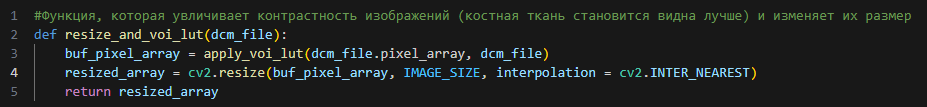 1 #Функция, которая увличивает контрастность изображений (костная ткань становится видна лучше) и изменяет их размер
2 def resize_and_voi_lut(dcm_file):
3     buf_pixel_array = apply_voi_lut(dcm_file.pixel_array, dcm_file)
4     resized_array = cv2.resize(buf_pixel_array, IMAGE_SIZE, interpolation = cv2.INTER_NEAREST)
5     return resized_array